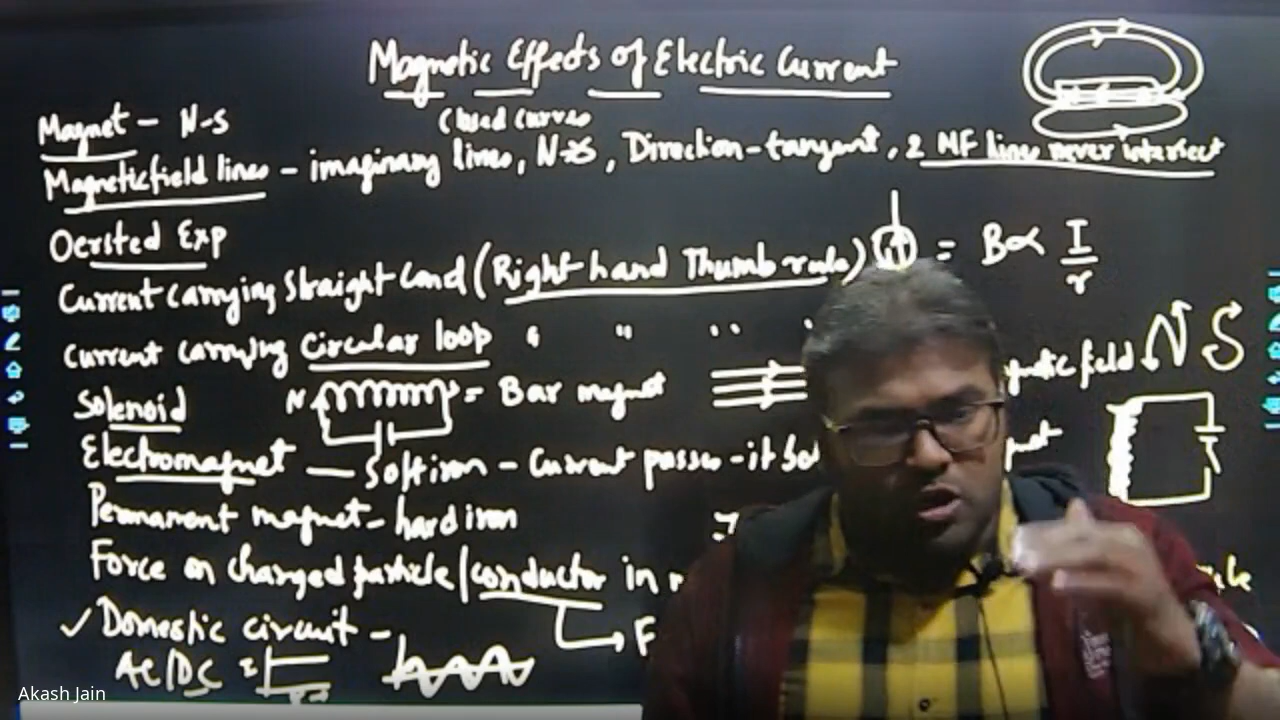 Magnetic Effects of Electric Current
Magnet - N-S
Closed curves
Magnetic field lines - imaginary lines, N→S, Direction - tangent, 2 MF lines never intersect
Oersted Exp
Current carrying straight cond (Right hand Thumb rule) = B∝ I/r
Current carrying circular loop " " "
Solenoid N S = Bar magnet
gnetic field N S
Electromagnet — Soft iron - Current passes - it
Permanent magnet - hard iron
Force on charged particle/conductor in
F
✓ Domestic circuit -
AC/DC
Akash Jain